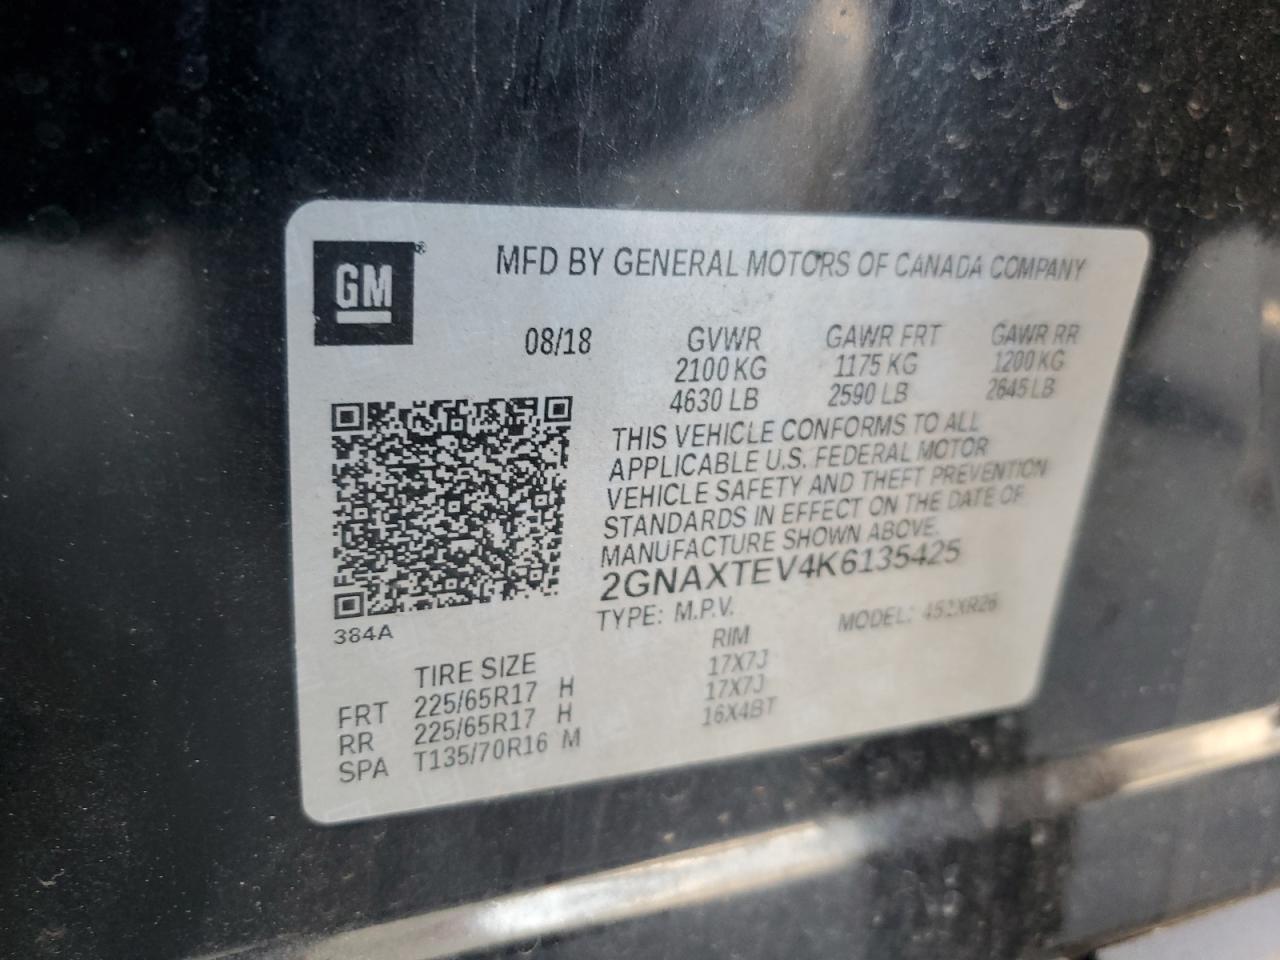 GM®
MFD BY GENERAL MOTORS OF CANADA COMPANY
08/18 GVWR GAWR FRT GAWR RR
2100 KG 1175 KG 1200 KG
4630 LB 2590 LB 2645 LB
THIS VEHICLE CONFORMS TO ALL
APPLICABLE U.S. FEDERAL MOTOR
VEHICLE SAFETY AND THEFT PREVENTION
STANDARDS IN EFFECT ON THE DATE OF
MANUFACTURE SHOWN ABOVE.
2GNAXTEV4K6135425
TYPE: M.P.V. MODEL:
384A
TIRE SIZE RIM
FRT 225/65R17 H 17X7J
RR 225/65R17 H 17X7J
SPA T135/70R16 M 16X4BT